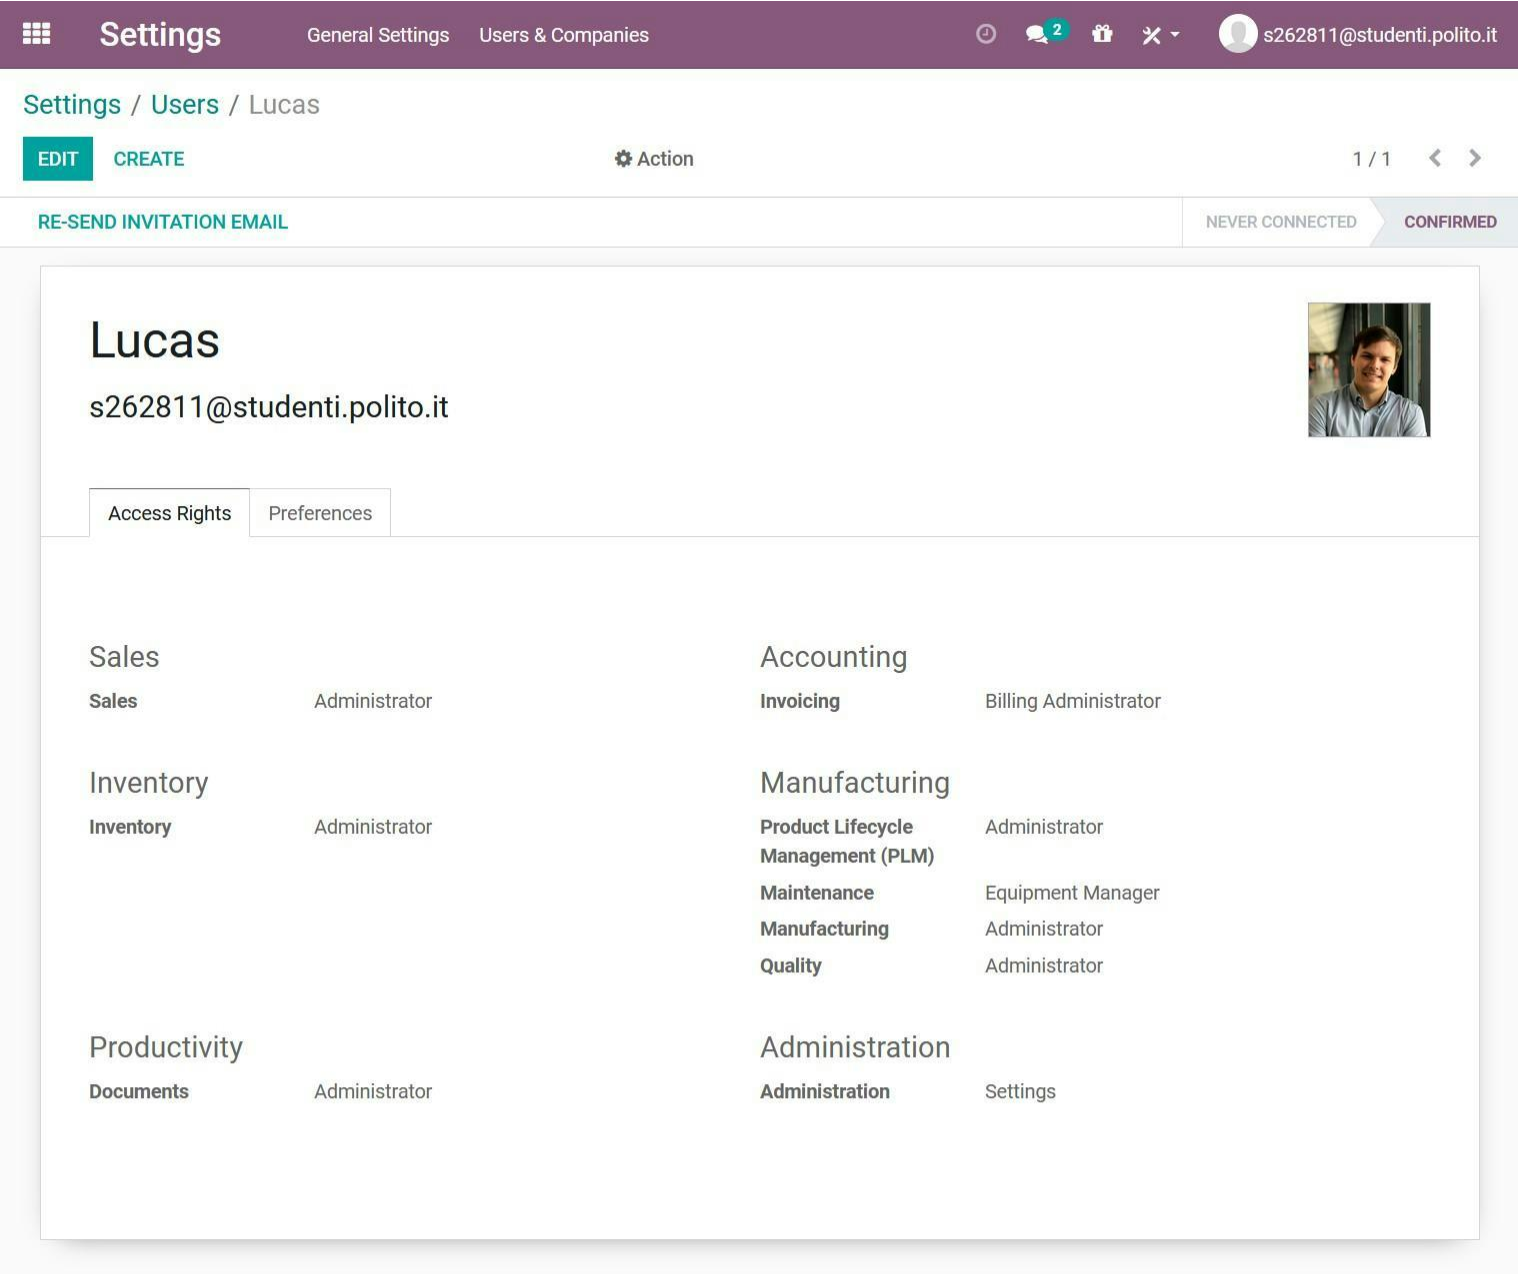 Settings General Settings Users & Companies 2 s262811@studenti.polito.it
Settings / Users / Lucas
EDIT CREATE Action 1 / 1
RE-SEND INVITATION EMAIL NEVER CONNECTED CONFIRMED
Lucas
s262811@studenti.polito.it
Access Rights Preferences
Sales Accounting
Sales Administrator Invoicing Billing Administrator
Inventory Manufacturing
Inventory Administrator Product Lifecycle Administrator
Management (PLM)
Maintenance Equipment Manager
Manufacturing Administrator
Quality Administrator
Productivity Administration
Documents Administrator Administration Settings